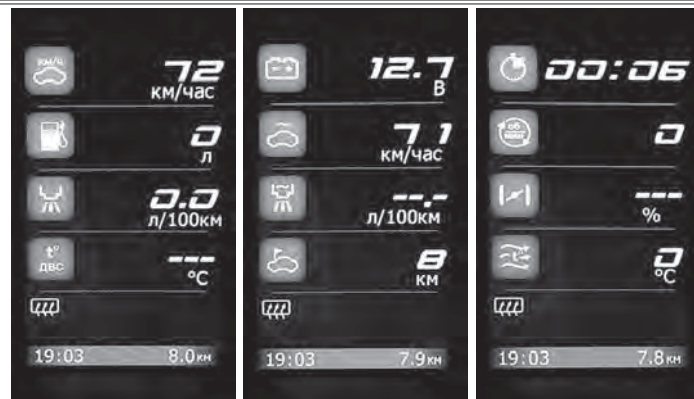 км/ч
72
км/час
0
л
0.0
л/100км
t°
ДВС
---
°C
19:03 8.0км
12.7
В
71
км/час
--.-
л/100км
8
км
19:03 7.9км
00:06
об
мин
0
---
%
t°
0
°C
19:03 7.8км